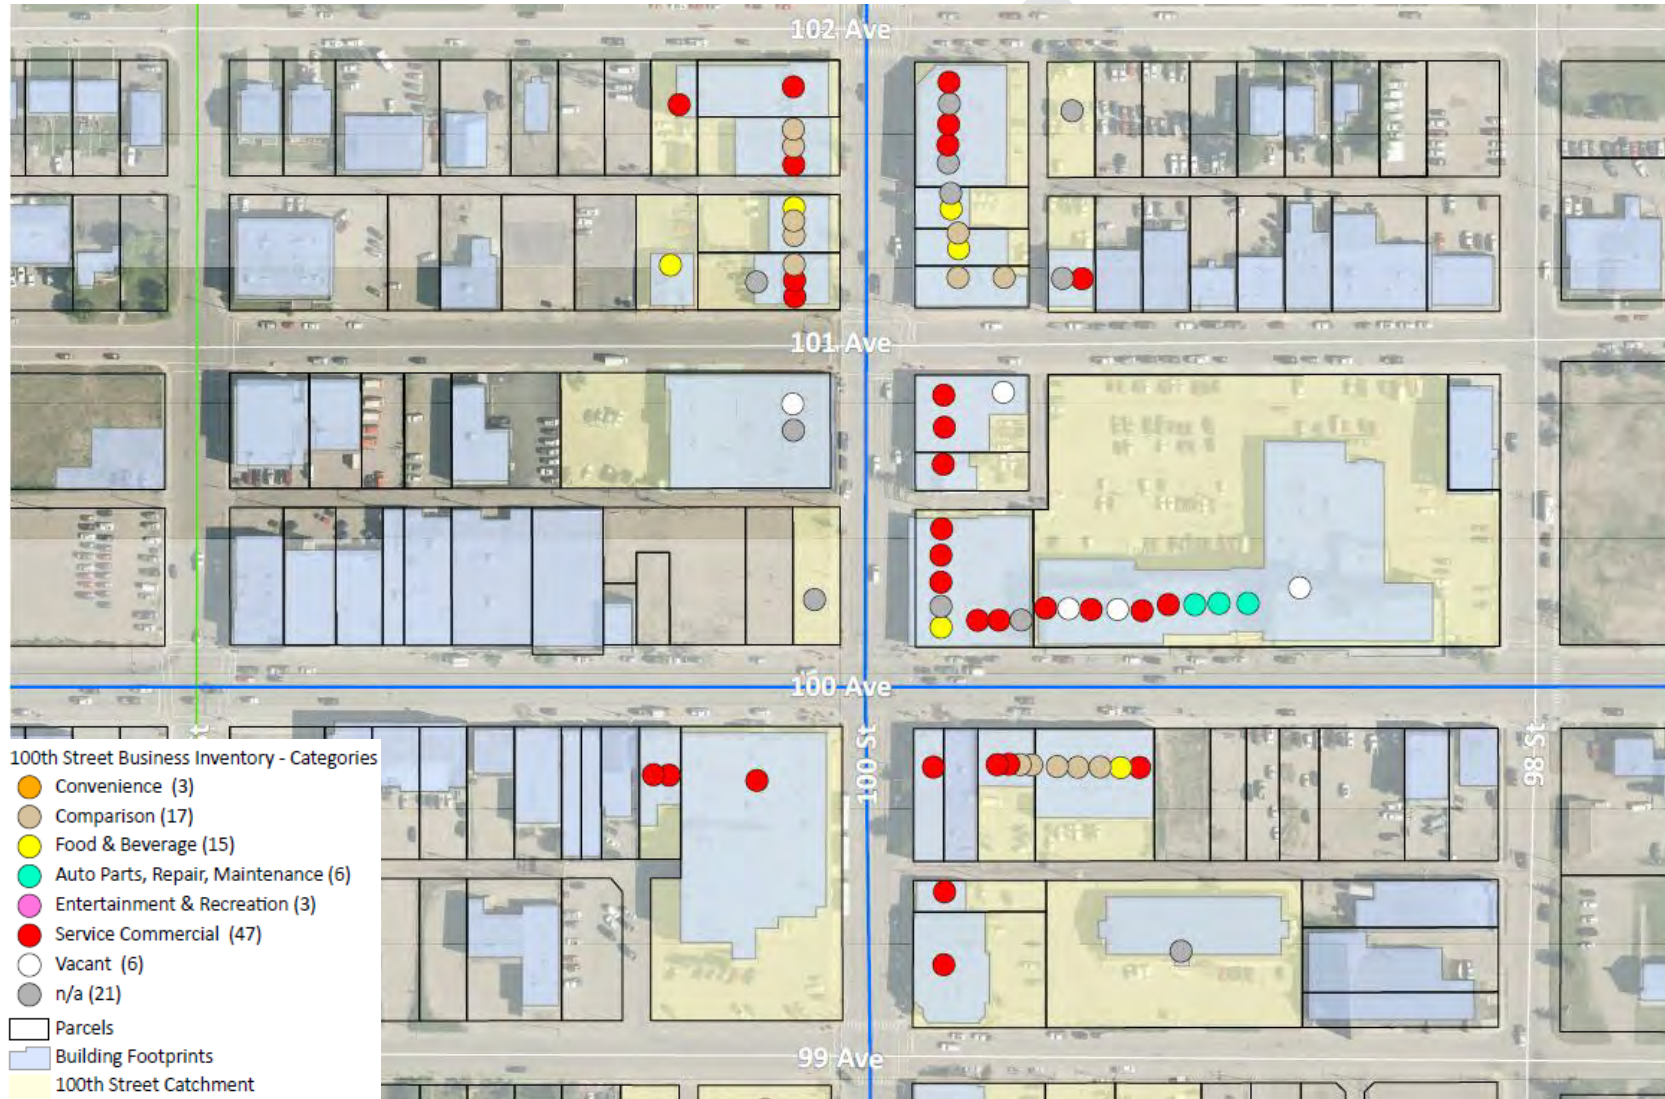 102 Ave
101 Ave
100 Ave
St
100 St
98 St
100th Street Business Inventory - Categories
Convenience (3)
Comparison (17)
Food & Beverage (15)
Auto Parts, Repair, Maintenance (6)
Entertainment & Recreation (3)
Service Commercial (47)
Vacant (6)
n/a (21)
Parcels
Building Footprints
100th Street Catchment
99 Ave